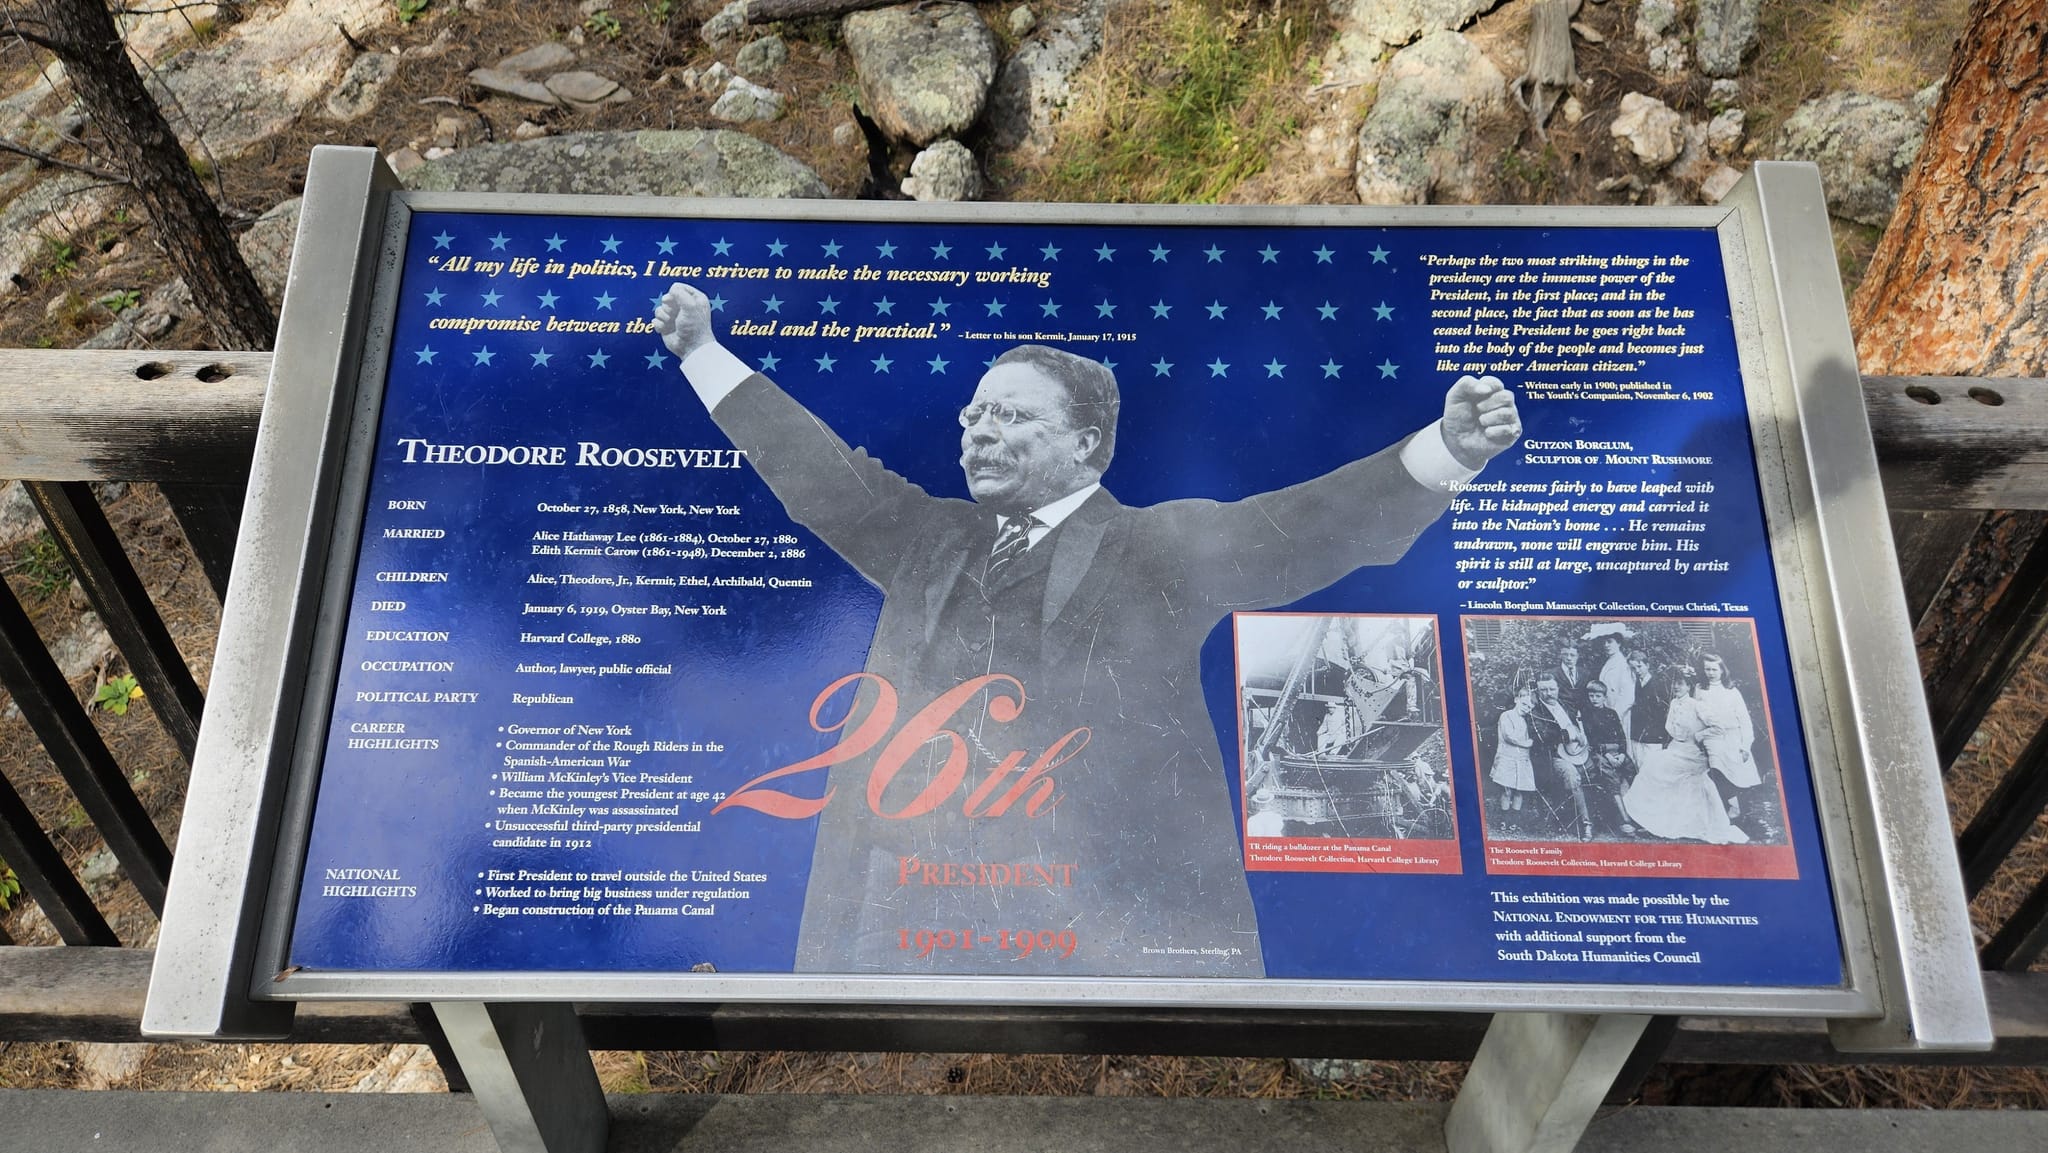 “All my life in politics, I have striven to make the necessary working
compromise between the ideal and the practical.” – Letter to his son Kermit, January 17, 1915
THEODORE ROOSEVELT
BORN October 27, 1858, New York, New York
MARRIED Alice Hathaway Lee (1861-1884), October 27, 1880
Edith Kermit Carow (1861-1948), December 2, 1886
CHILDREN Alice, Theodore, Jr., Kermit, Ethel, Archibald, Quentin
DIED January 6, 1919, Oyster Bay, New York
EDUCATION Harvard College, 1880
OCCUPATION Author, lawyer, public official
POLITICAL PARTY Republican
CAREER
HIGHLIGHTS
• Governor of New York
• Commander of the Rough Riders in the
Spanish-American War
• William McKinley’s Vice President
• Became the youngest President at age 42
when McKinley was assassinated
• Unsuccessful third-party presidential
candidate in 1912
NATIONAL
HIGHLIGHTS
• First President to travel outside the United States
• Worked to bring big business under regulation
• Began construction of the Panama Canal
26th
PRESIDENT
1901-1909
Brown Brothers, Sterling, PA
“Perhaps the two most striking things in the
presidency are the immense power of the
President, in the first place; and in the
second place, the fact that as soon as he has
ceased being President he goes right back
into the body of the people and becomes just
like any other American citizen.”
– Written early in 1900; published in
The Youth’s Companion, November 6, 1902
GUTZON BORGLUM,
SCULPTOR OF MOUNT RUSHMORE
“Roosevelt seems fairly to have leaped with
life. He kidnapped energy and carried it
into the Nation’s home . . . He remains
undrawn, none will engrave him. His
spirit is still at large, uncaptured by artist
or sculptor.”
– Lincoln Borglum Manuscript Collection, Corpus Christi, Texas
TR riding a bulldozer at the Panama Canal
Theodore Roosevelt Collection, Harvard College Library
The Roosevelt Family
Theodore Roosevelt Collection, Harvard College Library
This exhibition was made possible by the
NATIONAL ENDOWMENT FOR THE HUMANITIES
with additional support from the
South Dakota Humanities Council